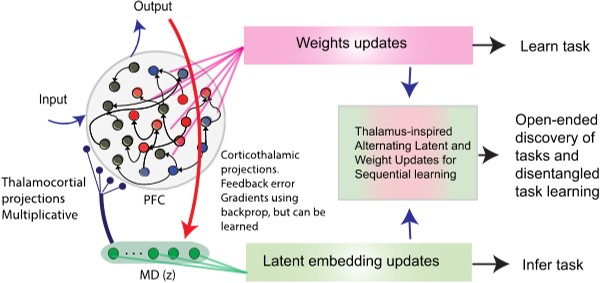 Output
Input
Thalamocortial
projections
Multiplicative
PFC
Corticothalamic
projections.
Feedback error
Gradients using
backprop, but can be
learned
MD (z)
Weights updates
Learn task
Thalamus-inspired
Alternating Latent and
Weight Updates for
Sequential learning
Open-ended
discovery of
tasks and
disentangled
task learning
Latent embedding updates
Infer task